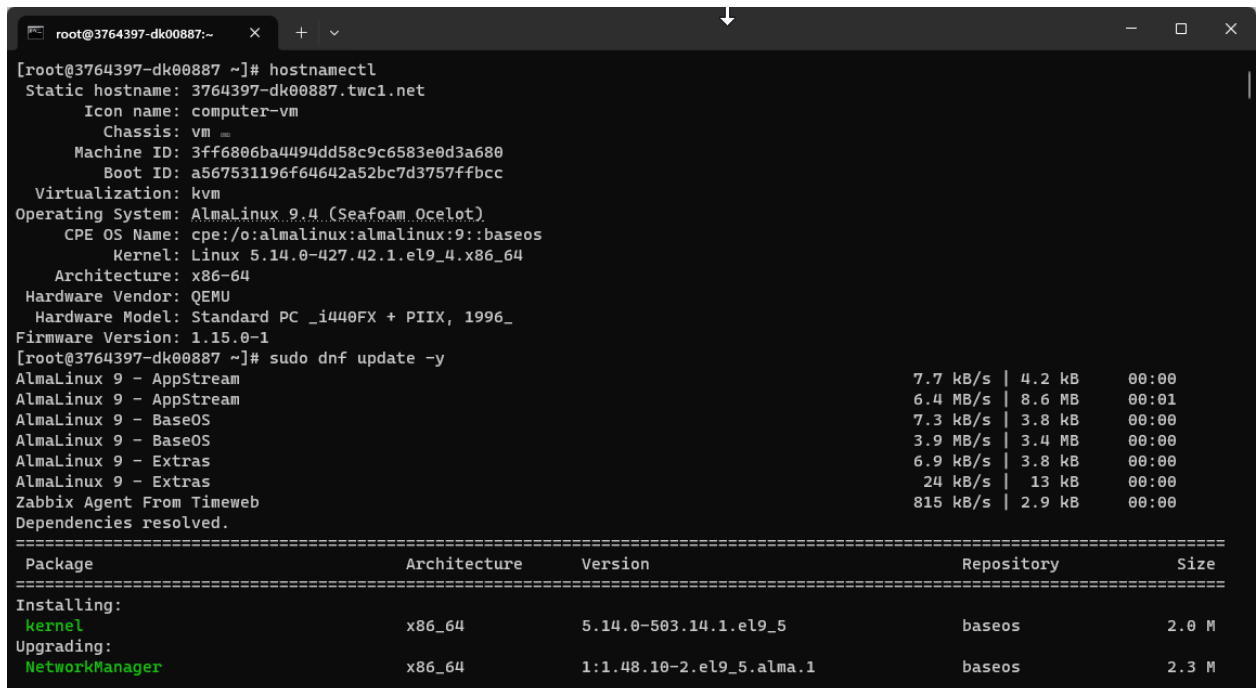 root@3764397-dk00887:~
[root@3764397-dk00887 ~]# hostnamectl
Static hostname: 3764397-dk00887.twc1.net
Icon name: computer-vm
Chassis: vm
Machine ID: 3ff6806ba4494dd58c9c6583e0d3a680
Boot ID: a567531196f64642a52bc7d3757ffbcc
Virtualization: kvm
Operating System: AlmaLinux 9.4 (Seafoam Ocelot)
CPE OS Name: cpe:/o:almalinux:almalinux:9::baseos
Kernel: Linux 5.14.0-427.42.1.el9_4.x86_64
Architecture: x86-64
Hardware Vendor: QEMU
Hardware Model: Standard PC _i440FX + PIIX, 1996_
Firmware Version: 1.15.0-1
[root@3764397-dk00887 ~]# sudo dnf update -y
AlmaLinux 9 - AppStream 7.7 kB/s | 4.2 kB 00:00
AlmaLinux 9 - AppStream 6.4 MB/s | 8.6 MB 00:01
AlmaLinux 9 - BaseOS 7.3 kB/s | 3.8 kB 00:00
AlmaLinux 9 - BaseOS 3.9 MB/s | 3.4 MB 00:00
AlmaLinux 9 - Extras 6.9 kB/s | 3.8 kB 00:00
AlmaLinux 9 - Extras 24 kB/s | 13 kB 00:00
Zabbix Agent From Timeweb 815 kB/s | 2.9 kB 00:00
Dependencies resolved.
Package Architecture Version Repository Size
Installing:
kernel x86_64 5.14.0-503.14.1.el9_5 baseos 2.0 M
Upgrading:
NetworkManager x86_64 1:1.48.10-2.el9_5.alma.1 baseos 2.3 M